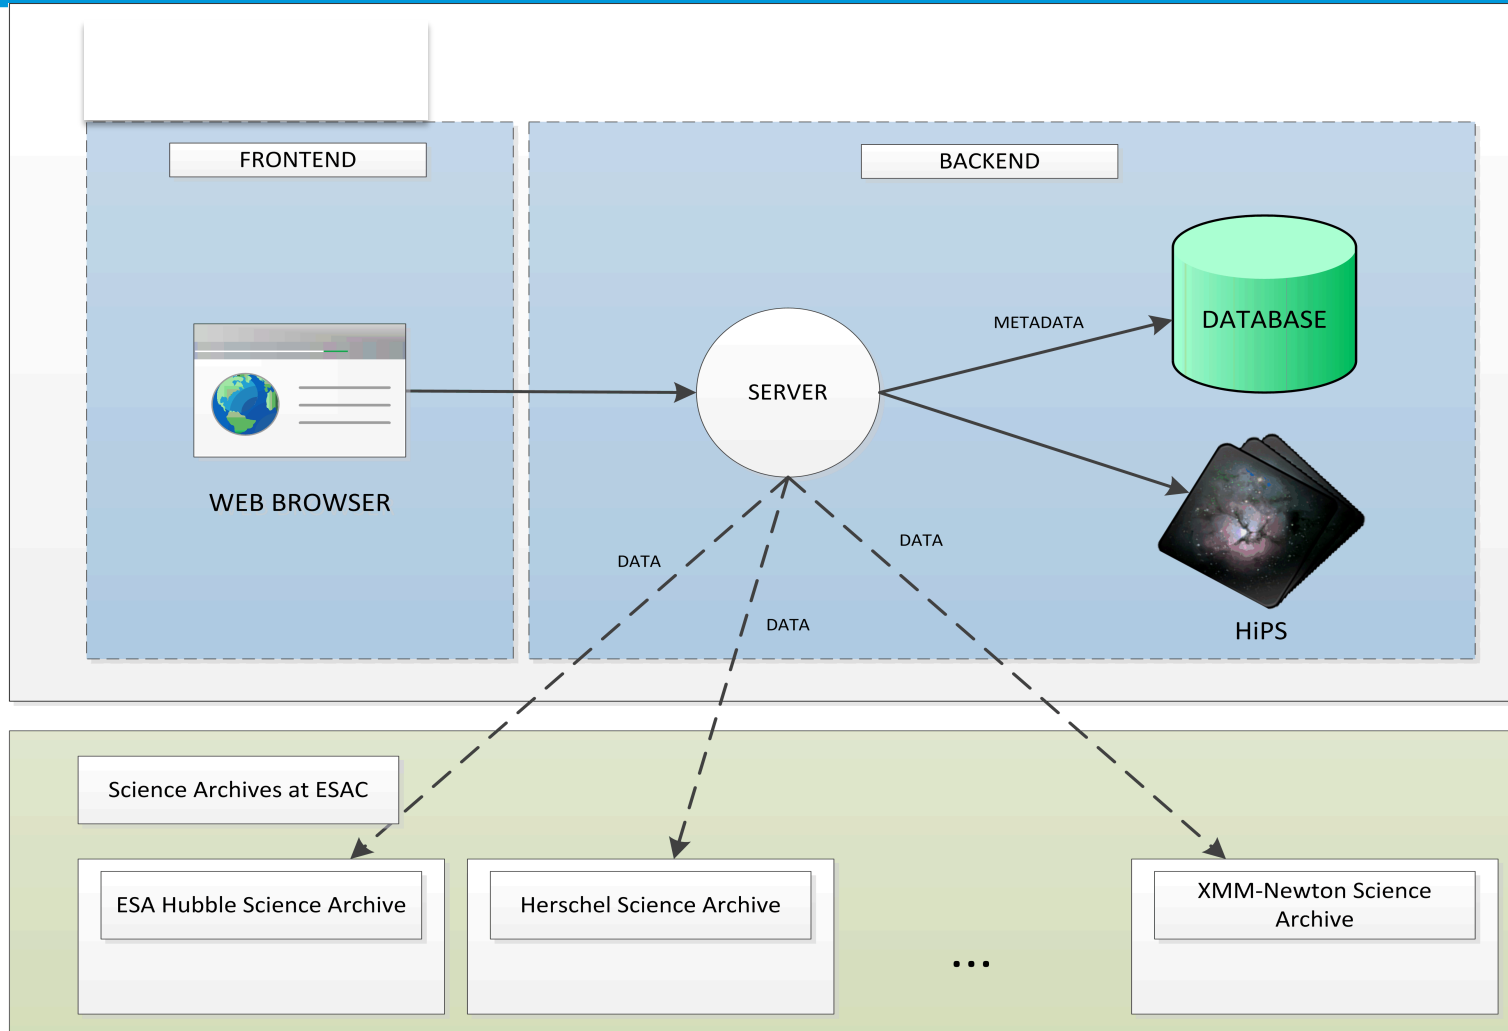 FRONTEND
BACKEND
METADATA
DATABASE
SERVER
WEB BROWSER
DATA
DATA
DATA
HiPS
Science Archives at ESAC
ESA Hubble Science Archive
Herschel Science Archive
...
XMM-Newton Science
Archive